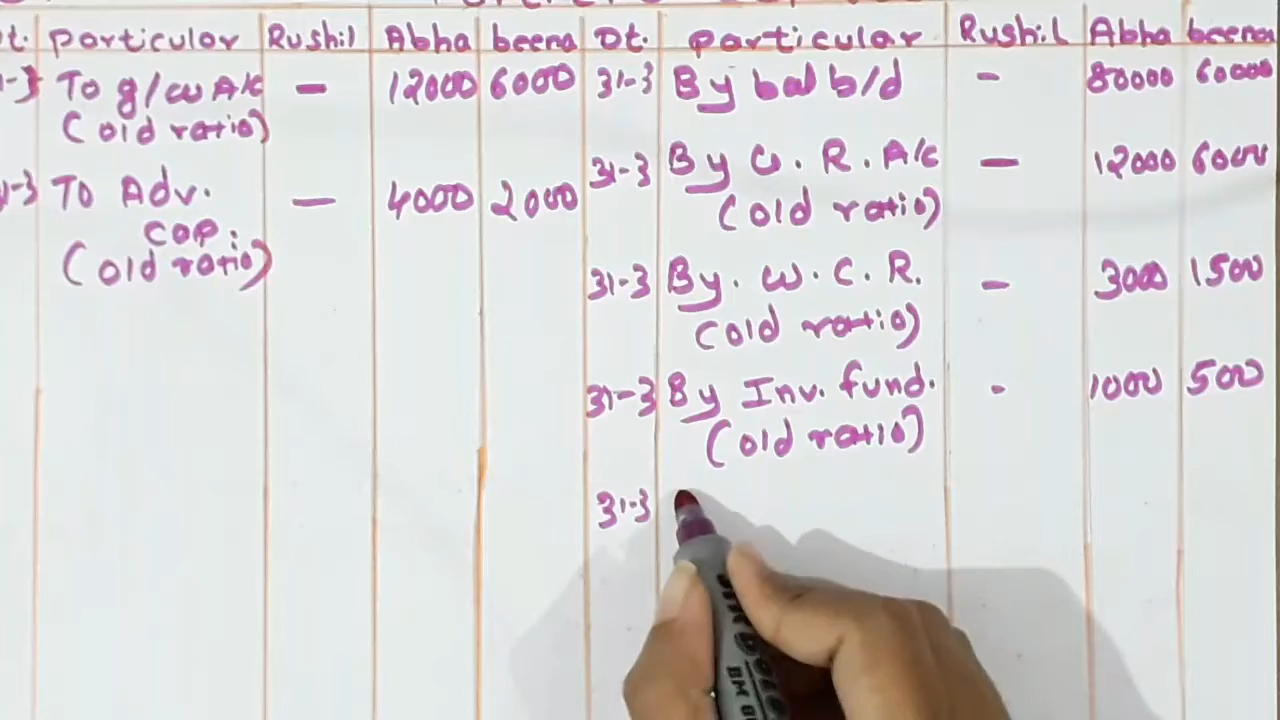 Dt. particular Rushil Abha beena Dt. particular Rushil Abha beena
To g/w A/c — 12000 6000 31-3 By bal b/d - 80000 60000
(old ratio)
31-3 By G. R. A/c — 12000 6000
To Adv. — 4000 2000
(old ratio)
cop.
(old ratio)
31-3 By. W. C. R. - 3000 1500
(old ratio)
31-3 By Inv. fund. - 1000 500
(old ratio)
31-3